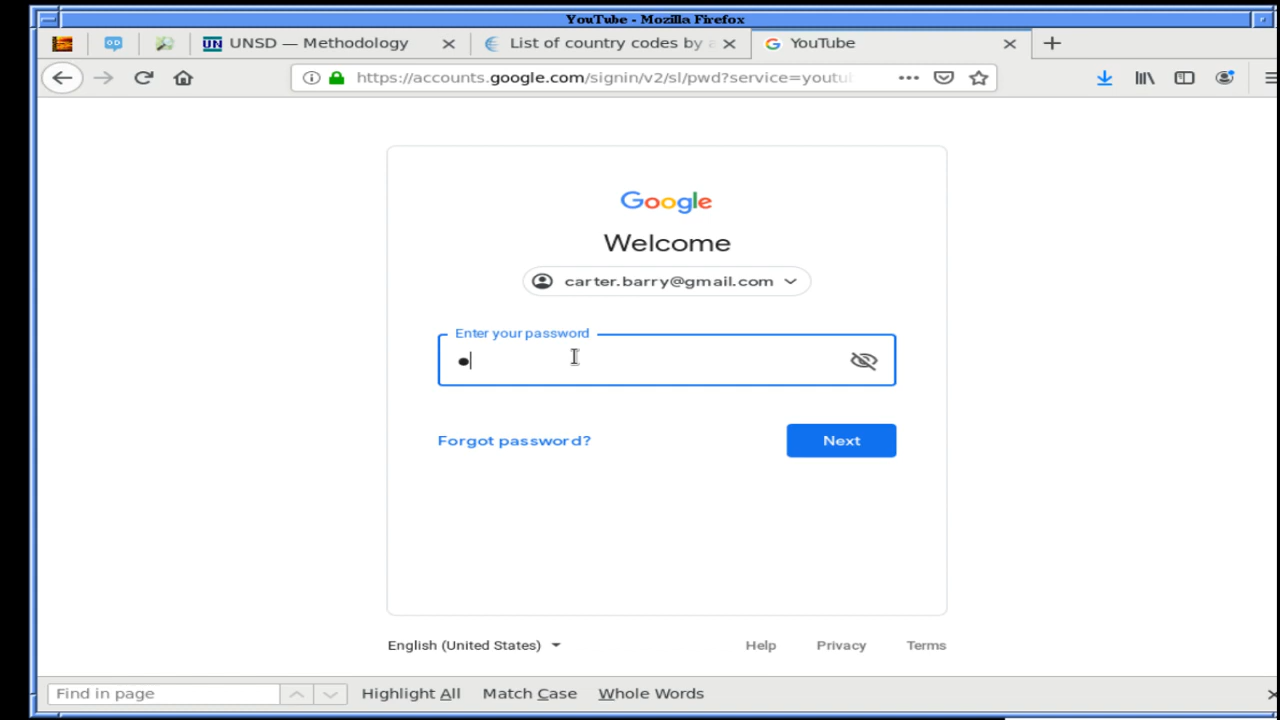 YouTube - Mozilla Firefox
UNSD — Methodology
List of country codes by
YouTube
https://accounts.google.com/signin/v2/sl/pwd?service=youtu
Google
Welcome
carter.barry@gmail.com
Enter your password
Forgot password?
Next
English (United States)
Help
Privacy
Terms
Find in page
Highlight All
Match Case
Whole Words